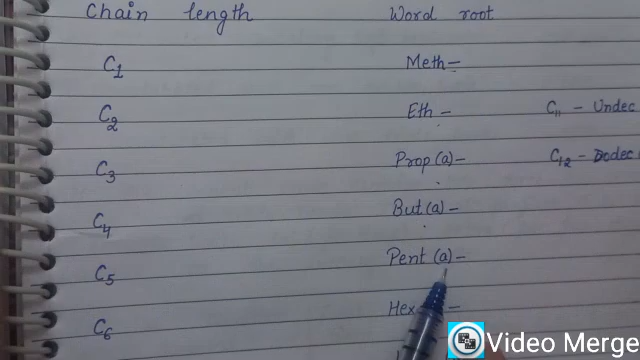 Chain length Word root
C1 Meth-
C2 Eth- C11 - Undec
C3 Prop(a)- C12 - Dodec
C4 But(a)-
C5 Pent(a)-
C6
Video Merge